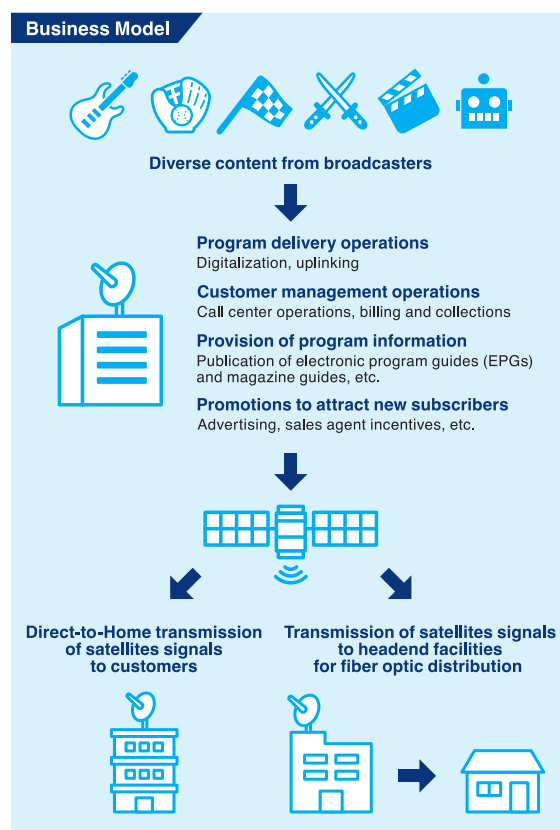 Business Model
Diverse content from broadcasters
Program delivery operations
Digitalization, uplinking
Customer management operations
Call center operations, billing and collections
Provision of program information
Publication of electronic program guides (EPGs)
and magazine guides, etc.
Promotions to attract new subscribers
Advertising, sales agent incentives, etc.
Direct-to-Home transmission
of satellites signals
to customers
Transmission of satellites signals
to headend facilities
for fiber optic distribution